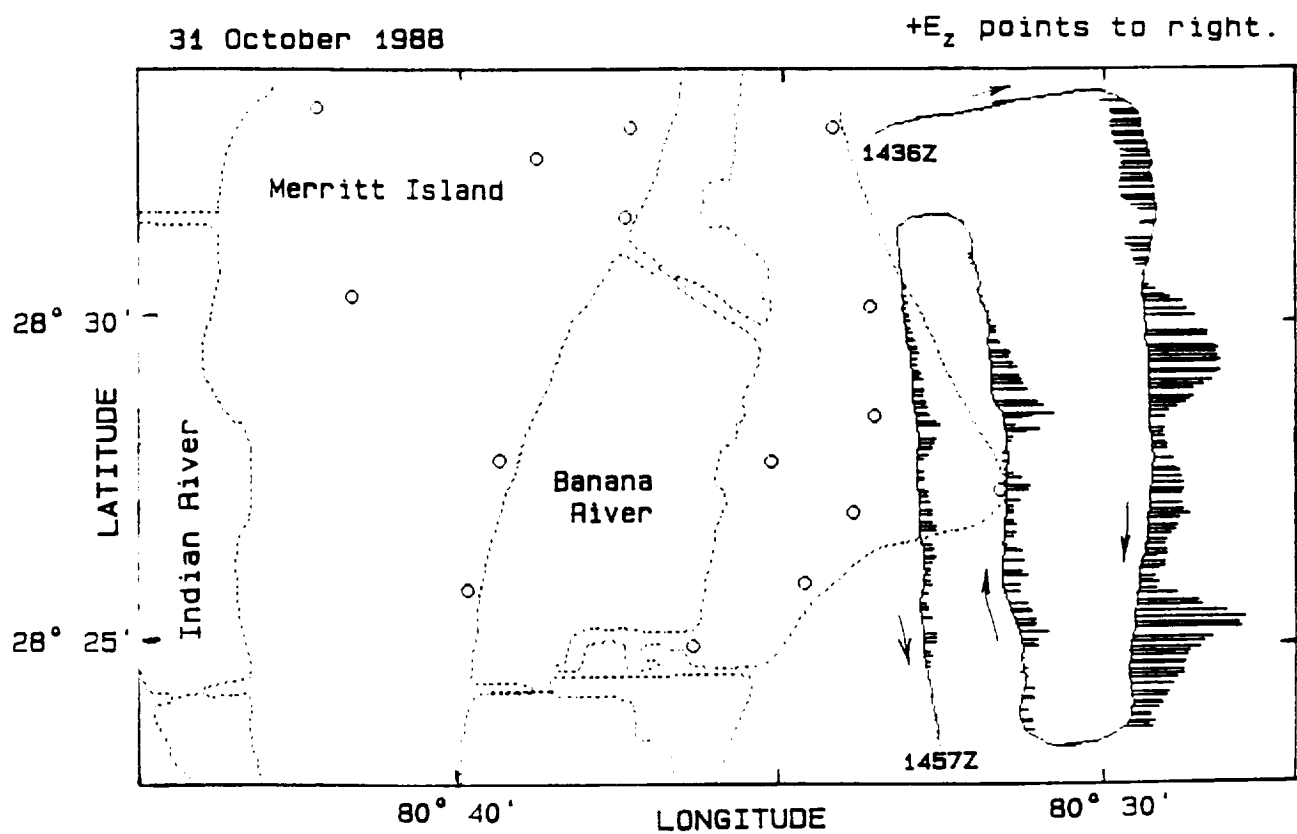 31 October 1988
+E_z points to right.
1436Z
Merritt Island
28° 30'
LATITUDE
Indian River
Banana
River
28° 25'
1457Z
80° 40'
LONGITUDE
80° 30'